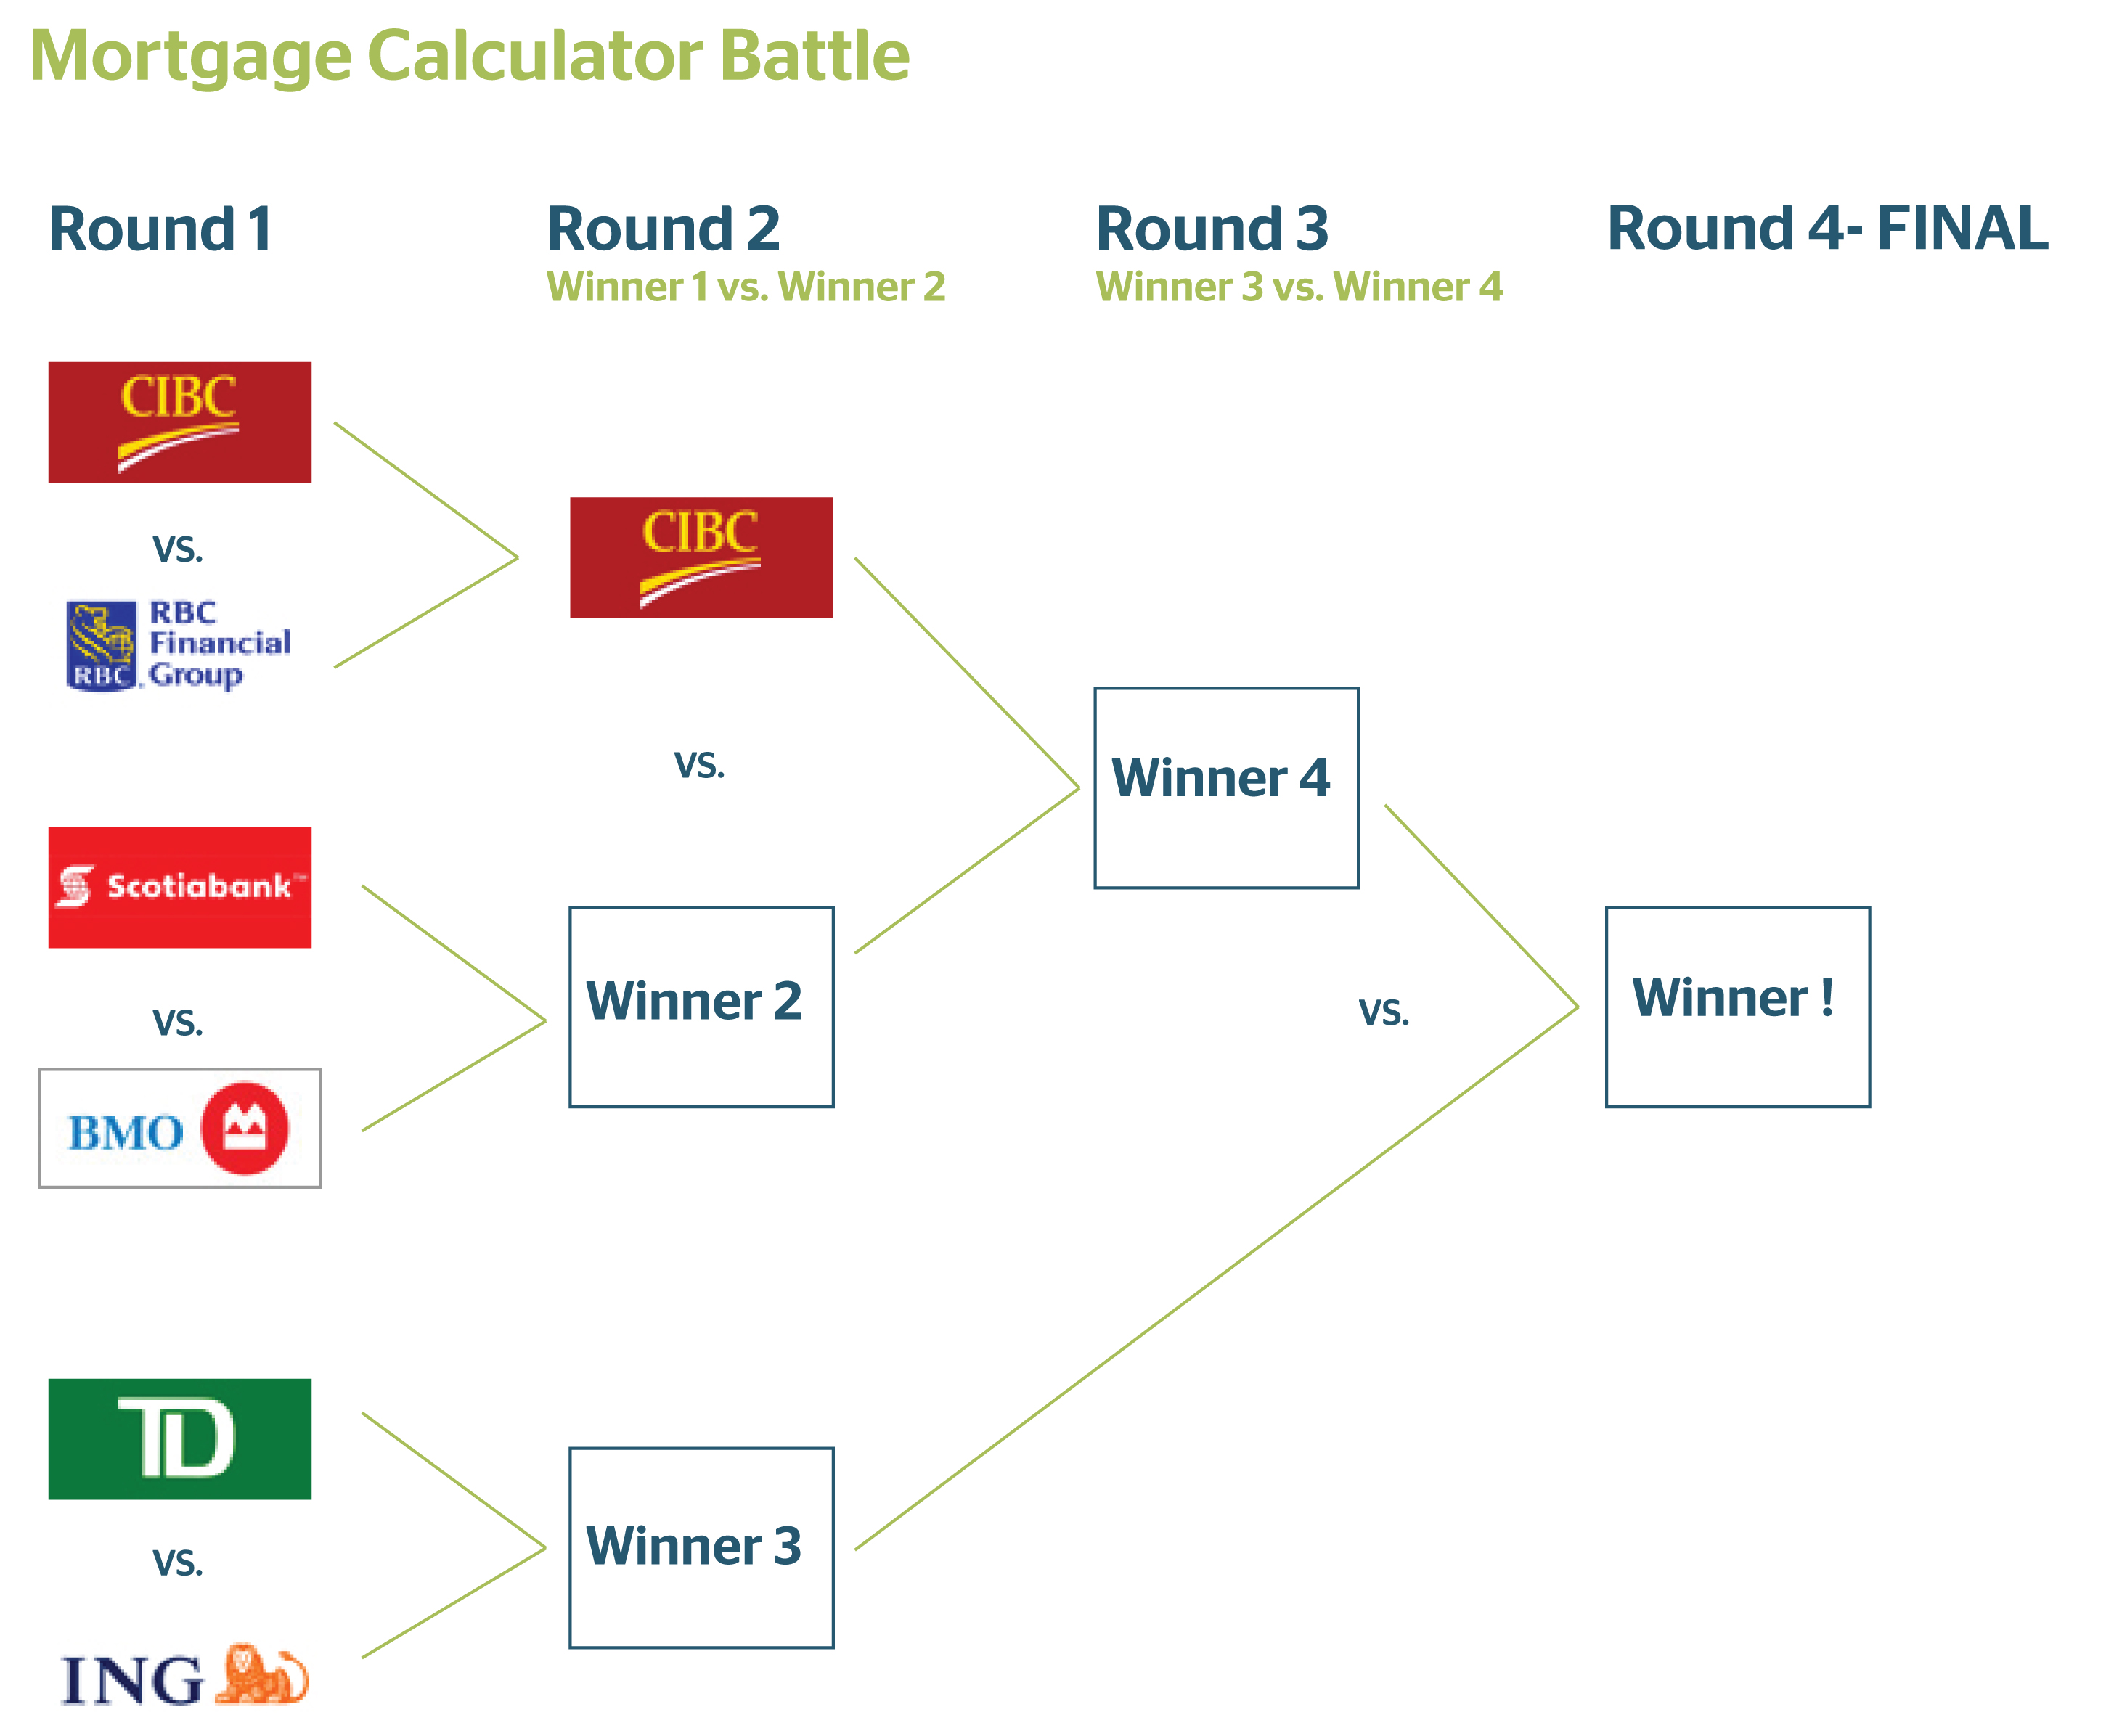 Mortgage Calculator Battle
Round 1
Round 2
Winner 1 vs. Winner 2
Round 3
Winner 3 vs. Winner 4
Round 4- FINAL
CIBC
vs.
RBC
Financial
Group
RBC
CIBC
vs.
Scotiabank™
vs.
BMO
Winner 2
Winner 4
vs.
Winner !
TD
vs.
ING
Winner 3